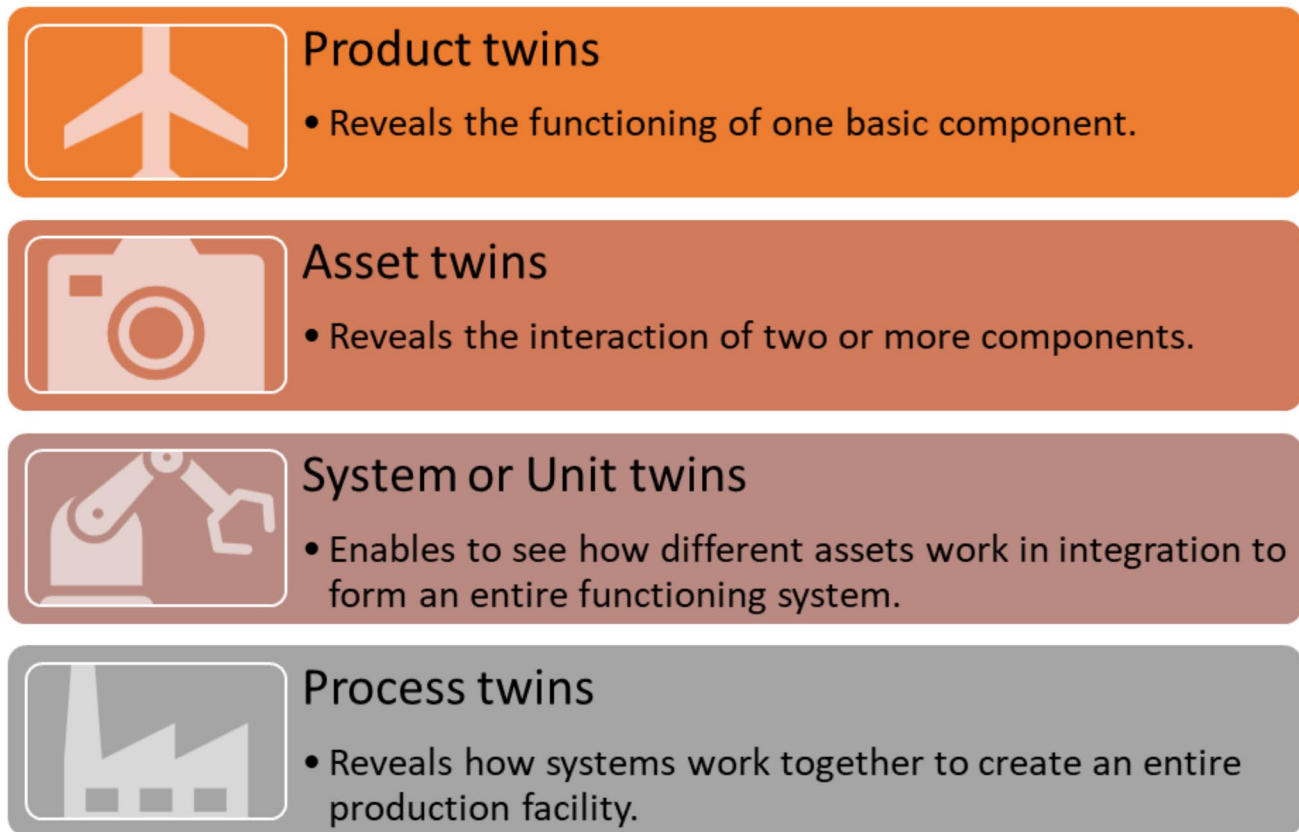 Product twins
• Reveals the functioning of one basic component.
Asset twins
• Reveals the interaction of two or more components.
System or Unit twins
• Enables to see how different assets work in integration to
form an entire functioning system.
Process twins
• Reveals how systems work together to create an entire
production facility.